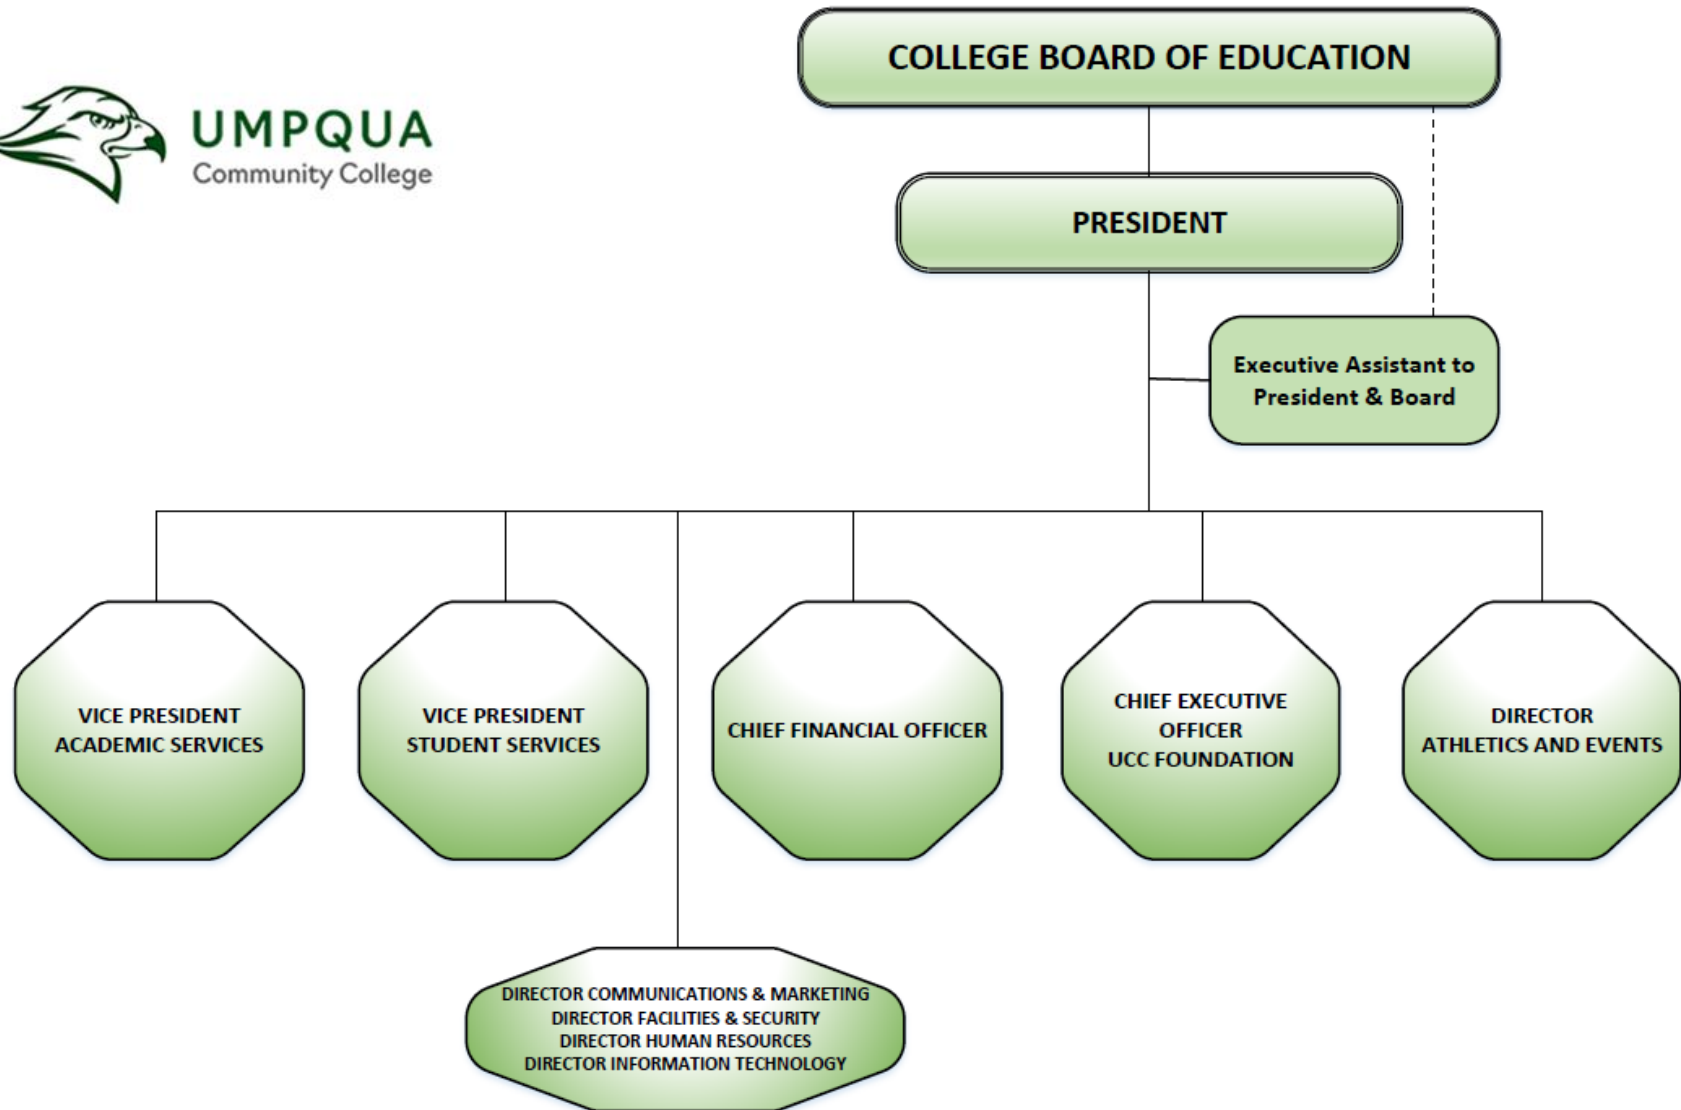 COLLEGE BOARD OF EDUCATION
UMPQUA
Community College
PRESIDENT
Executive Assistant to
President & Board
VICE PRESIDENT
ACADEMIC SERVICES
VICE PRESIDENT
STUDENT SERVICES
CHIEF FINANCIAL OFFICER
CHIEF EXECUTIVE
OFFICER
UCC FOUNDATION
DIRECTOR
ATHLETICS AND EVENTS
DIRECTOR COMMUNICATIONS & MARKETING
DIRECTOR FACILITIES & SECURITY
DIRECTOR HUMAN RESOURCES
DIRECTOR INFORMATION TECHNOLOGY